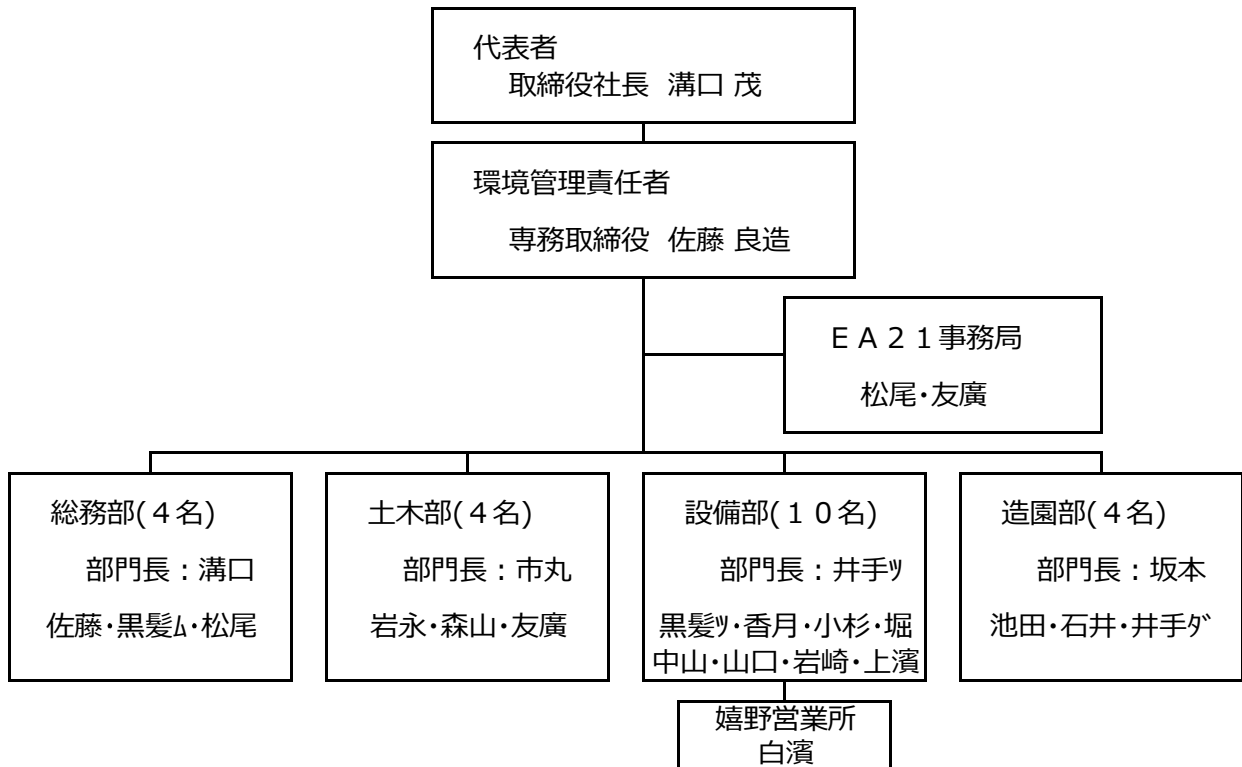 代表者
取締役社長 溝口 茂
環境管理責任者
専務取締役 佐藤 良造
ＥＡ２１事務局
松尾・友廣
総務部(４名)
部門長：溝口
佐藤・黒髪ﾑ・松尾
土木部(４名)
部門長：市丸
岩永・森山・友廣
設備部(１０名)
部門長：井手ﾂ
黒髪ﾂ・香月・小杉・堀
中山・山口・岩崎・上濱
造園部(４名)
部門長：坂本
池田・石井・井手ﾀﾞ
嬉野営業所
白濱